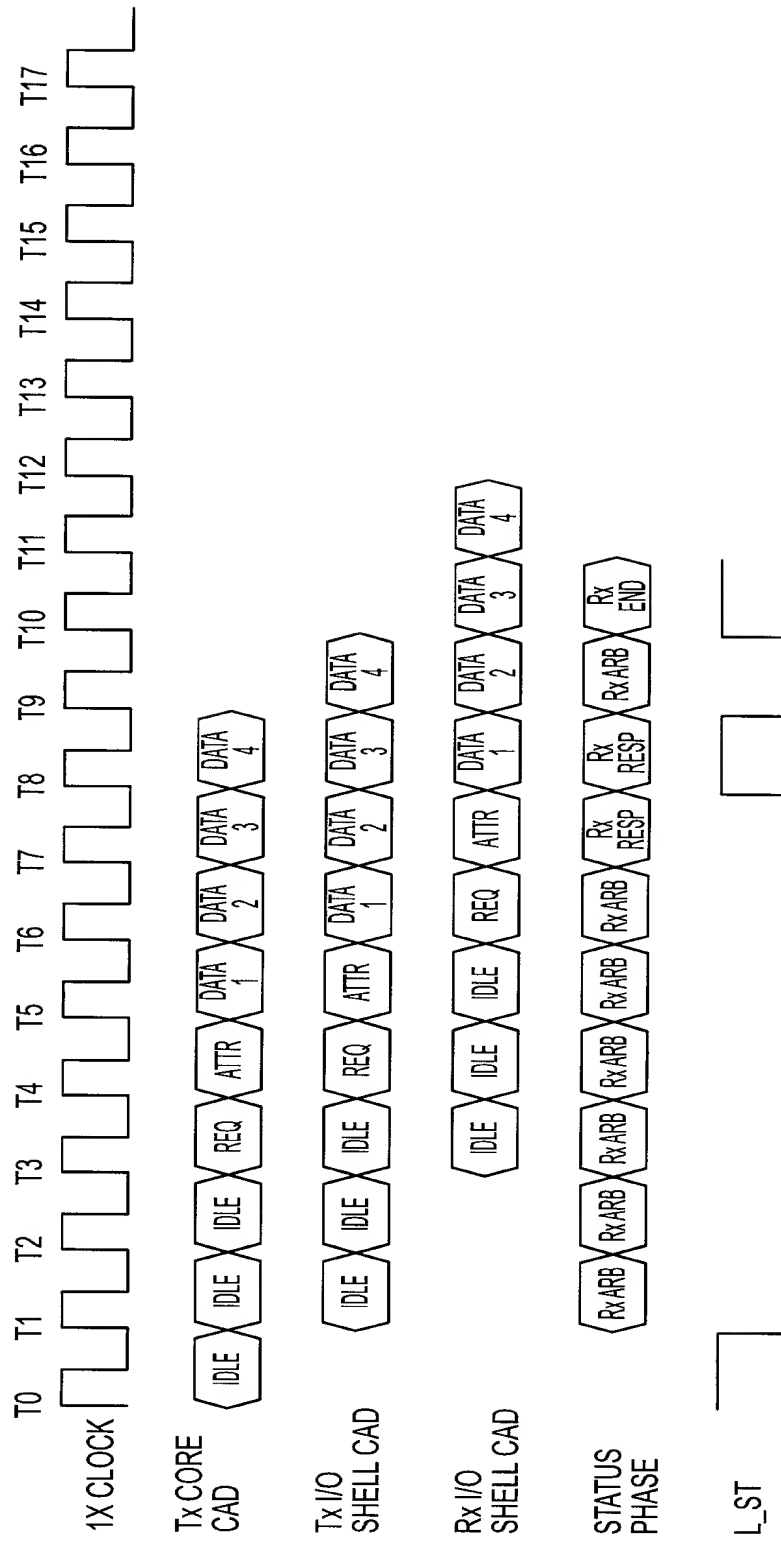 T0 T1 T2 T3 T4 T5 T6 T7 T8 T9 T10 T11 T12 T13 T14 T15 T16 T17
1X CLOCK
Tx CORE
CAD
IDLE IDLE IDLE REQ ATTR DATA 1 DATA 2 DATA 3 DATA 4
Tx I/O
SHELL CAD
IDLE IDLE IDLE REQ ATTR DATA 1 DATA 2 DATA 3 DATA 4
Rx I/O
SHELL CAD
IDLE IDLE IDLE REQ ATTR DATA 1 DATA 2 DATA 3 DATA 4
STATUS
PHASE
Rx ARB Rx ARB Rx ARB Rx ARB Rx ARB Rx ARB Rx RESP Rx RESP Rx ARB Rx END
L_ST